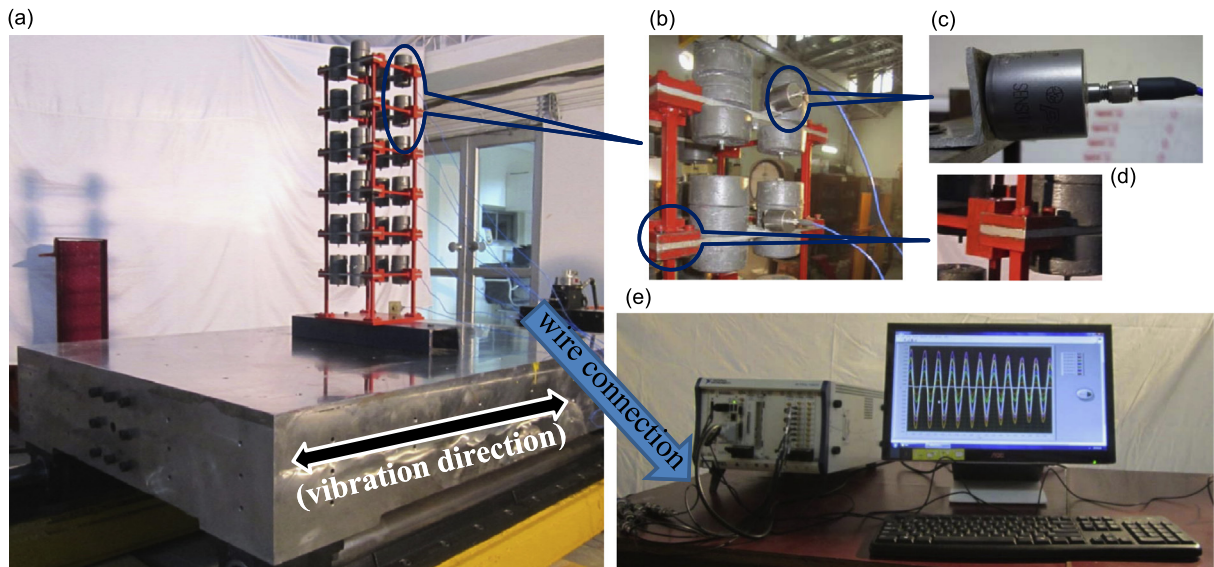 (a)
(b)
(c)
(d)
(e)
wire connection
(vibration direction)